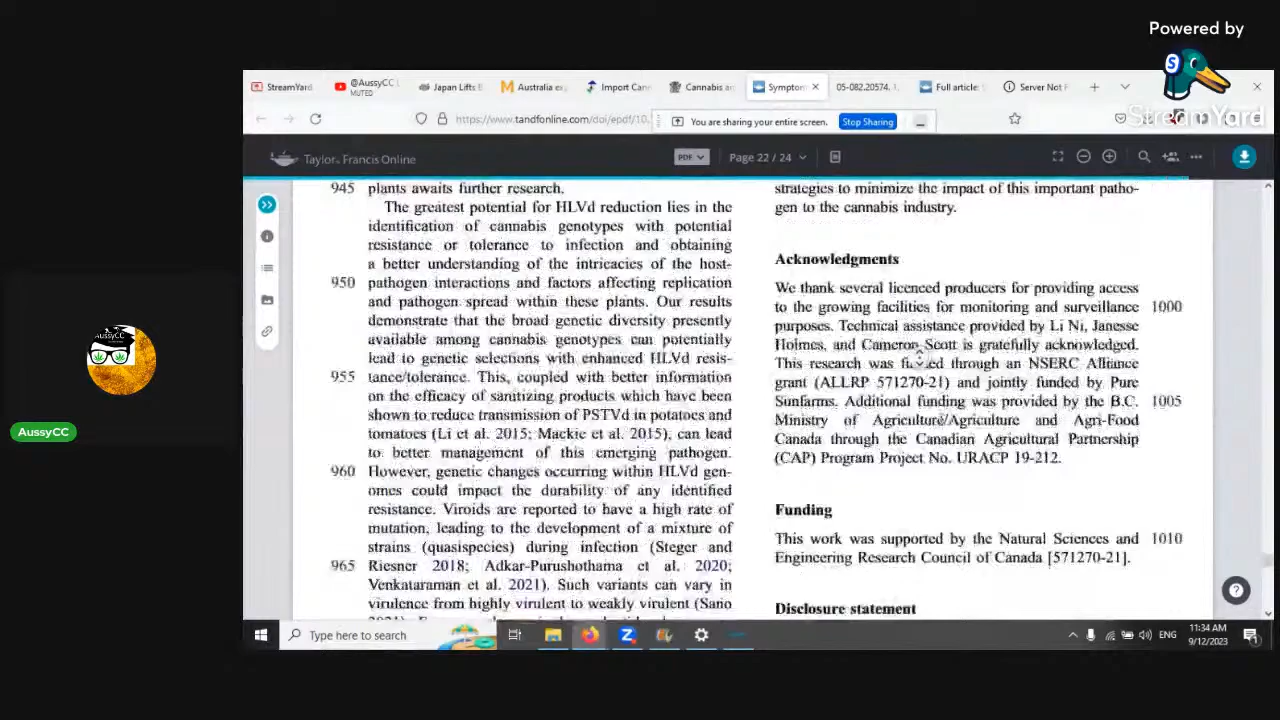 Powered by
StreamYard
StreamYard
@AussyCC
MUTED
Japan Lifts
Australia ex
Import Can
Cannabis an
Symptom
05-082.20574.
Full article
Server Not F
https://www.tandfonline.com/doi/epdf/10.
You are sharing your entire screen.
Stop Sharing
Taylor & Francis Online
PDF
Page 22 / 24
945 plants awaits further research.
The greatest potential for HLVd reduction lies in the
identification of cannabis genotypes with potential
resistance or tolerance to infection and obtaining
a better understanding of the intricacies of the host-
950 pathogen interactions and factors affecting replication
and pathogen spread within these plants. Our results
demonstrate that the broad genetic diversity presently
available among cannabis genotypes can potentially
lead to genetic selections with enhanced HLVd resis-
955 tance/tolerance. This, coupled with better information
on the efficacy of sanitizing products which have been
shown to reduce transmission of PSTVd in potatoes and
tomatoes (Li et al. 2015; Mackie et al. 2015), can lead
to better management of this emerging pathogen.
960 However, genetic changes occurring within HLVd gen-
omes could impact the durability of any identified
resistance. Viroids are reported to have a high rate of
mutation, leading to the development of a mixture of
strains (quasispecies) during infection (Steger and
965 Riesner 2018; Adkar-Purushothama et al. 2020;
Venkataraman et al. 2021). Such variants can vary in
virulence from highly virulent to weakly virulent (Sano
strategies to minimize the impact of this important patho-
gen to the cannabis industry.
Acknowledgments
We thank several licenced producers for providing access
to the growing facilities for monitoring and surveillance 1000
purposes. Technical assistance provided by Li Ni, Janesse
Holmes, and Cameron Scott is gratefully acknowledged.
This research was funded through an NSERC Alliance
grant (ALLRP 571270-21) and jointly funded by Pure
Sunfarms. Additional funding was provided by the B.C. 1005
Ministry of Agriculture/Agriculture and Agri-Food
Canada through the Canadian Agricultural Partnership
(CAP) Program Project No. URACP 19-212.
Funding
This work was supported by the Natural Sciences and 1010
Engineering Research Council of Canada [571270-21].
Disclosure statement
AussyCC
AussyCC
Type here to search
ENG
11:34 AM
9/12/2023